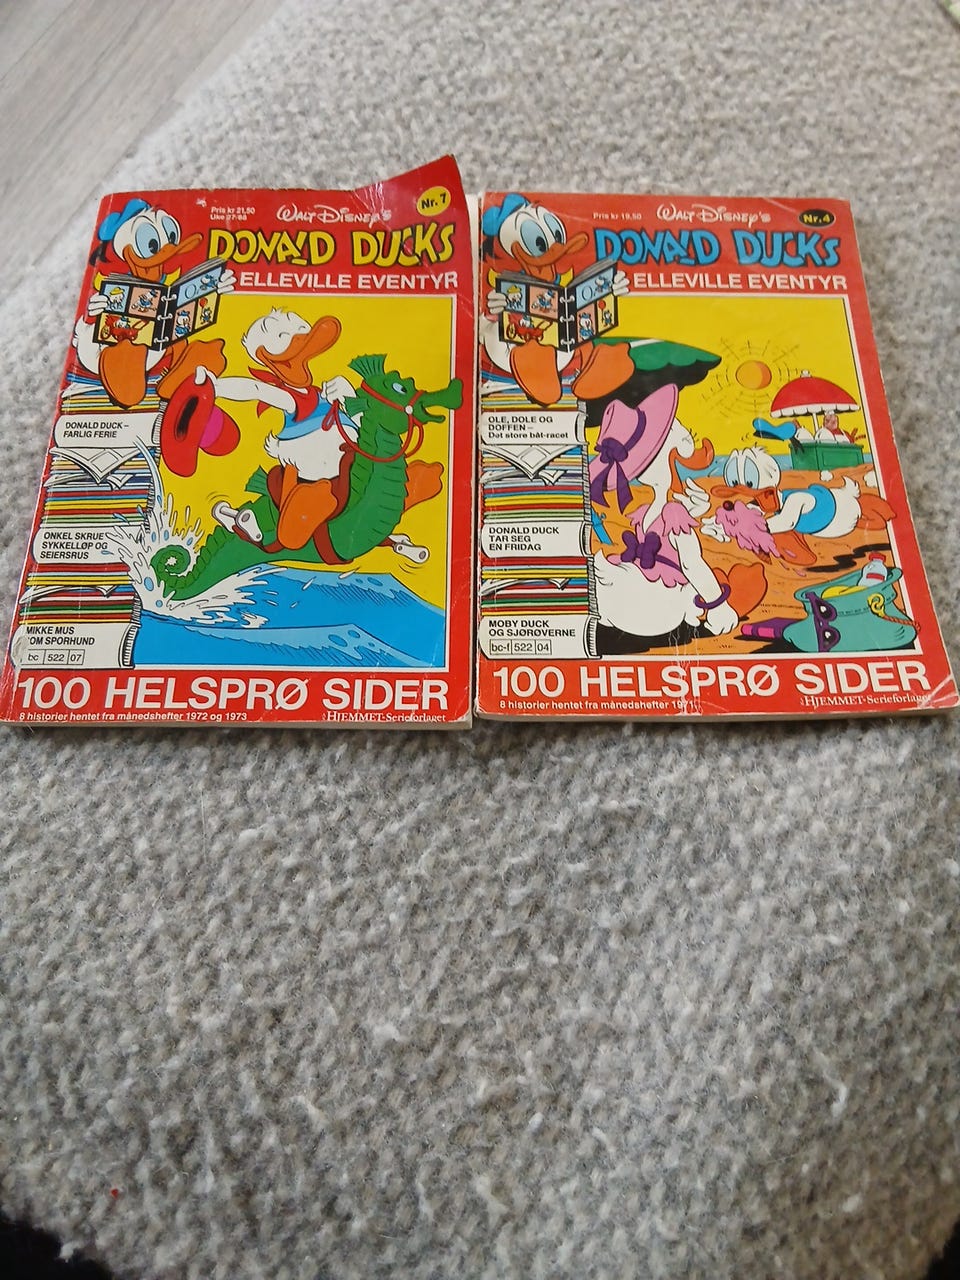 Pris kr 21,50
Uke 27/88
WALT DISNEY'S
Nr. 7
DONALD DUCKS
ELLEVILLE EVENTYR
DONALD DUCK –
FARLIG FERIE
ONKEL SKRUE
SYKKELLØP OG
SEIERSRUS
MIKKE MUS
SOM SPORHUND
bc 522 07
100 HELSPRØ SIDER
8 historier hentet fra månedshefter 1972 og 1973
HJEMMET-Serieforlaget
Pris kr 19,50
WALT DISNEY'S
Nr. 4
DONALD DUCKS
ELLEVILLE EVENTYR
OLE, DOLE OG
DOFFEN –
Det store båt-racet
DONALD DUCK
TAR SEG
EN FRIDAG
MOBY DUCK
OG SJØRØVERNE
bc-f 522 04
100 HELSPRØ SIDER
8 historier hentet fra månedshefter 1971
HJEMMET-Serieforlaget